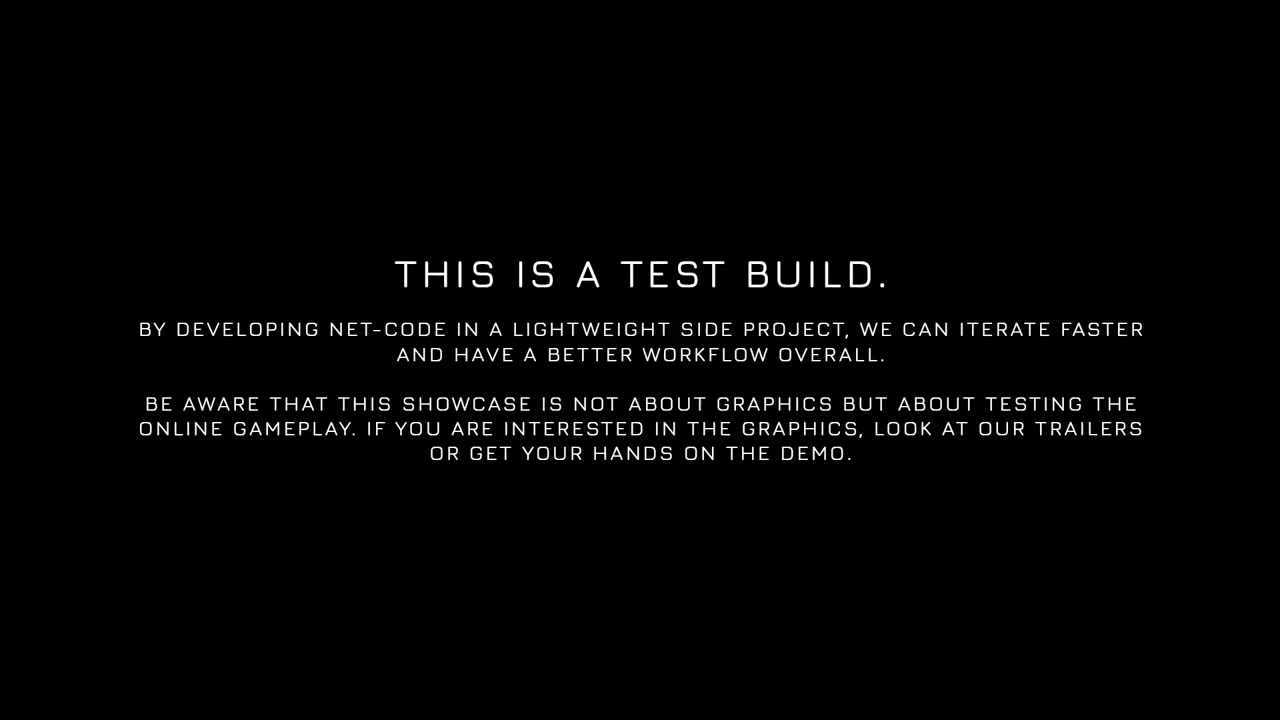 THIS IS A TEST BUILD.
BY DEVELOPING NET-CODE IN A LIGHTWEIGHT SIDE PROJECT, WE CAN ITERATE FASTER
AND HAVE A BETTER WORKFLOW OVERALL.
BE AWARE THAT THIS SHOWCASE IS NOT ABOUT GRAPHICS BUT ABOUT TESTING THE
ONLINE GAMEPLAY. IF YOU ARE INTERESTED IN THE GRAPHICS, LOOK AT OUR TRAILERS
OR GET YOUR HANDS ON THE DEMO.